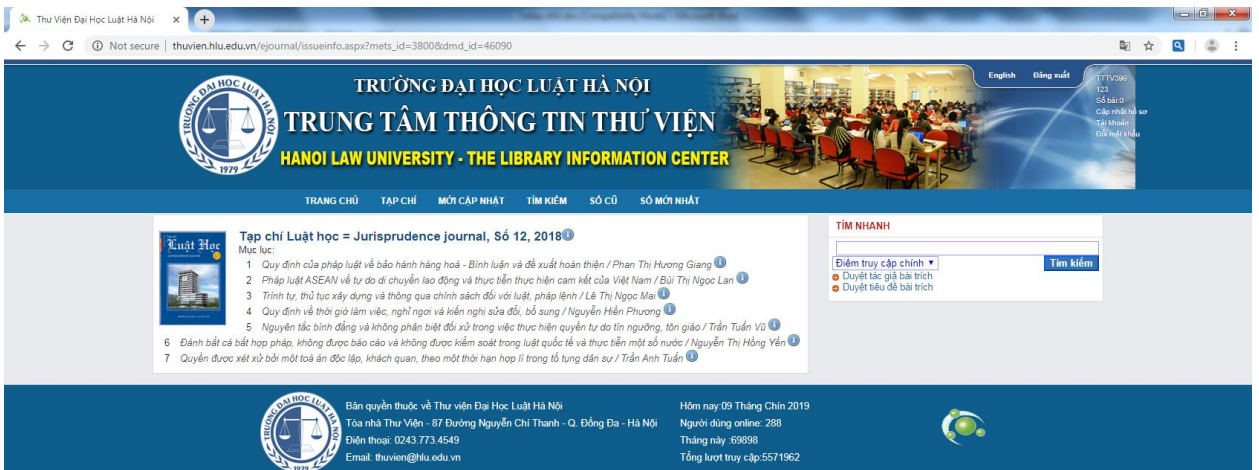 Thư Viện Đại Học Luật Hà Nội
Not secure | thuvien.hlu.edu.vn/ejournal/issueinfo.aspx?mets_id=3800&dmd_id=46090
English Đăng xuất
TTTV399
123
Số bài:0
Cập nhật hồ sơ
Tài khoản
Đổi mật khẩu
TRƯỜNG ĐẠI HỌC LUẬT HÀ NỘI
TRUNG TÂM THÔNG TIN THƯ VIỆN
HANOI LAW UNIVERSITY - THE LIBRARY INFORMATION CENTER
TRƯỜNG ĐẠI HỌC LUẬT HÀ NỘI
1979
TRANG CHỦ TẠP CHÍ MỚI CẬP NHẬT TÌM KIẾM SỐ CŨ SỐ MỚI NHẤT
Luật Học
Tạp chí Luật học = Jurisprudence journal, Số 12, 2018
Mục lục:
1 Quy định của pháp luật về bảo hành hàng hoá - Bình luận và đề xuất hoàn thiện / Phan Thị Hương Giang
2 Pháp luật ASEAN về tự do di chuyển lao động và thực tiễn thực hiện cam kết của Việt Nam / Bùi Thị Ngọc Lan
3 Trình tự, thủ tục xây dựng và thông qua chính sách đối với luật, pháp lệnh / Lê Thị Ngọc Mai
4 Quy định về thời giờ làm việc, nghỉ ngơi và kiến nghị sửa đổi, bổ sung / Nguyễn Hiền Phương
5 Nguyên tắc bình đẳng và không phân biệt đối xử trong việc thực hiện quyền tự do tín ngưỡng, tôn giáo / Trần Tuấn Vũ
6 Đánh bắt cá bất hợp pháp, không được báo cáo và không được kiểm soát trong luật quốc tế và thực tiễn một số nước / Nguyễn Thị Hồng Yến
7 Quyền được xét xử bởi một toà án độc lập, khách quan, theo một thời hạn hợp lí trong tố tụng dân sự / Trần Anh Tuấn
TÌM NHANH
Điểm truy cập chính
Tìm kiếm
Duyệt tác giả bài trích
Duyệt tiêu đề bài trích
Bản quyền thuộc về Thư viện Đại Học Luật Hà Nội
Tòa nhà Thư Viện - 87 Đường Nguyễn Chí Thanh - Q. Đống Đa - Hà Nội
Điện thoại: 0243.773.4549
Email: thuvien@hlu.edu.vn
Hôm nay:09 Tháng Chín 2019
Người dùng online: 288
Tháng này :69898
Tổng lượt truy cập:5571962